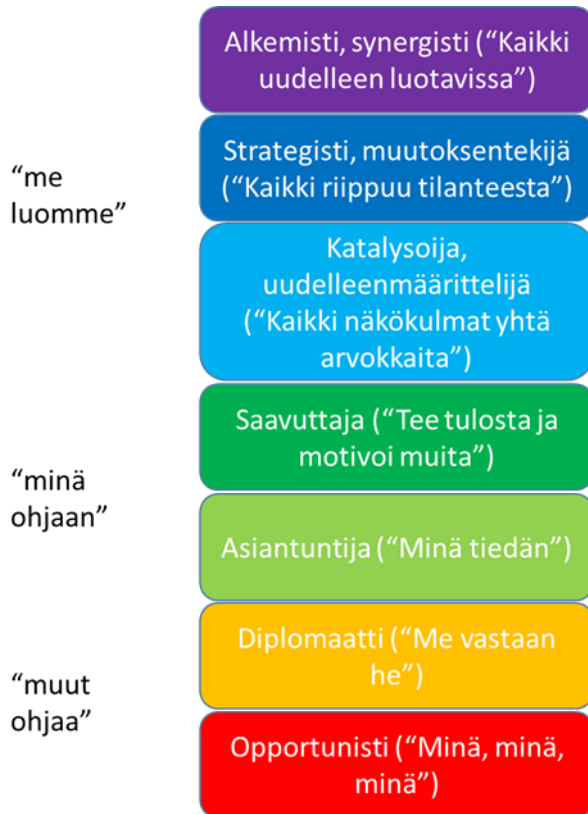 Alkemisti, synergisti (“Kaikki
uudelleen luotavissa”)
“me
luomme”
Strategisti, muutoksentekijä
(“Kaikki riippuu tilanteesta”)
Katalysoija,
uudelleenmäärittelijä
(“Kaikki näkökulmat yhtä
arvokkaita”)
“minä
ohjaan”
Saavuttaja (“Tee tulosta ja
motivoi muita”)
Asiantuntija (“Minä tiedän”)
“muut
ohjaa”
Diplomaatti (“Me vastaan
he”)
Opportunisti (“Minä, minä,
minä”)